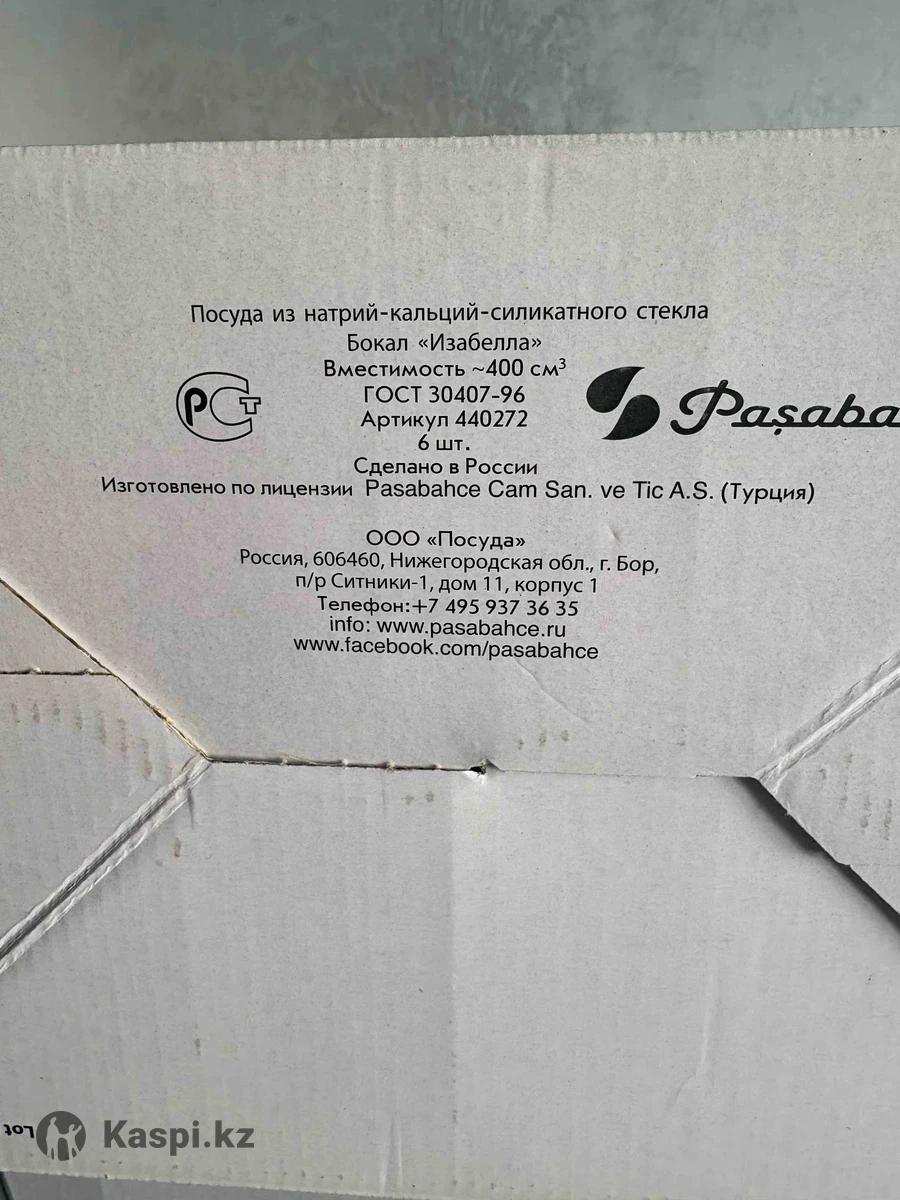 Посуда из натрий-кальций-силикатного стекла
Бокал «Изабелла»
Вместимость ~400 см³
ГОСТ 30407-96
Артикул 440272
6 шт.
Сделано в России
Изготовлено по лицензии Pasabahce Cam San. ve Tic A.S. (Турция)
РСТ
Paşaba
ООО «Посуда»
Россия, 606460, Нижегородская обл., г. Бор,
п/р Ситники-1, дом 11, корпус 1
Телефон:+7 495 937 36 35
info: www.pasabahce.ru
www.facebook.com/pasabahce
Lot
Kaspi.kz